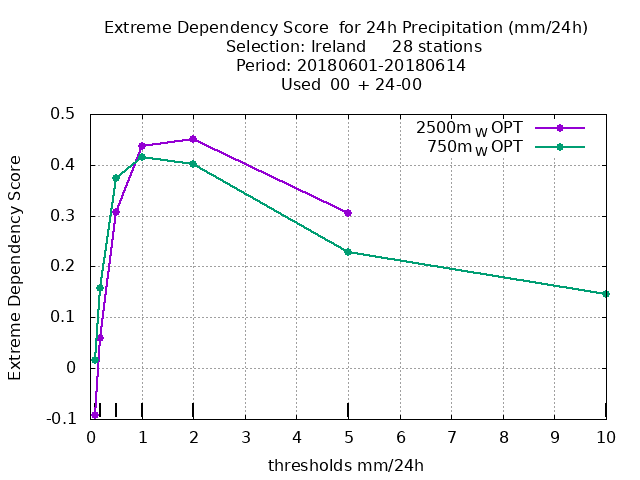 Extreme Dependency Score  for 24h Precipitation (mm/24h)
Selection: Ireland     28 stations
Period: 20180601-20180614
Used  00 + 24-00
2500m W OPT
750m W OPT
Extreme Dependency Score
0.5
0.4
0.3
0.2
0.1
0
-0.1
0 1 2 3 4 5 6 7 8 9 10
thresholds mm/24h